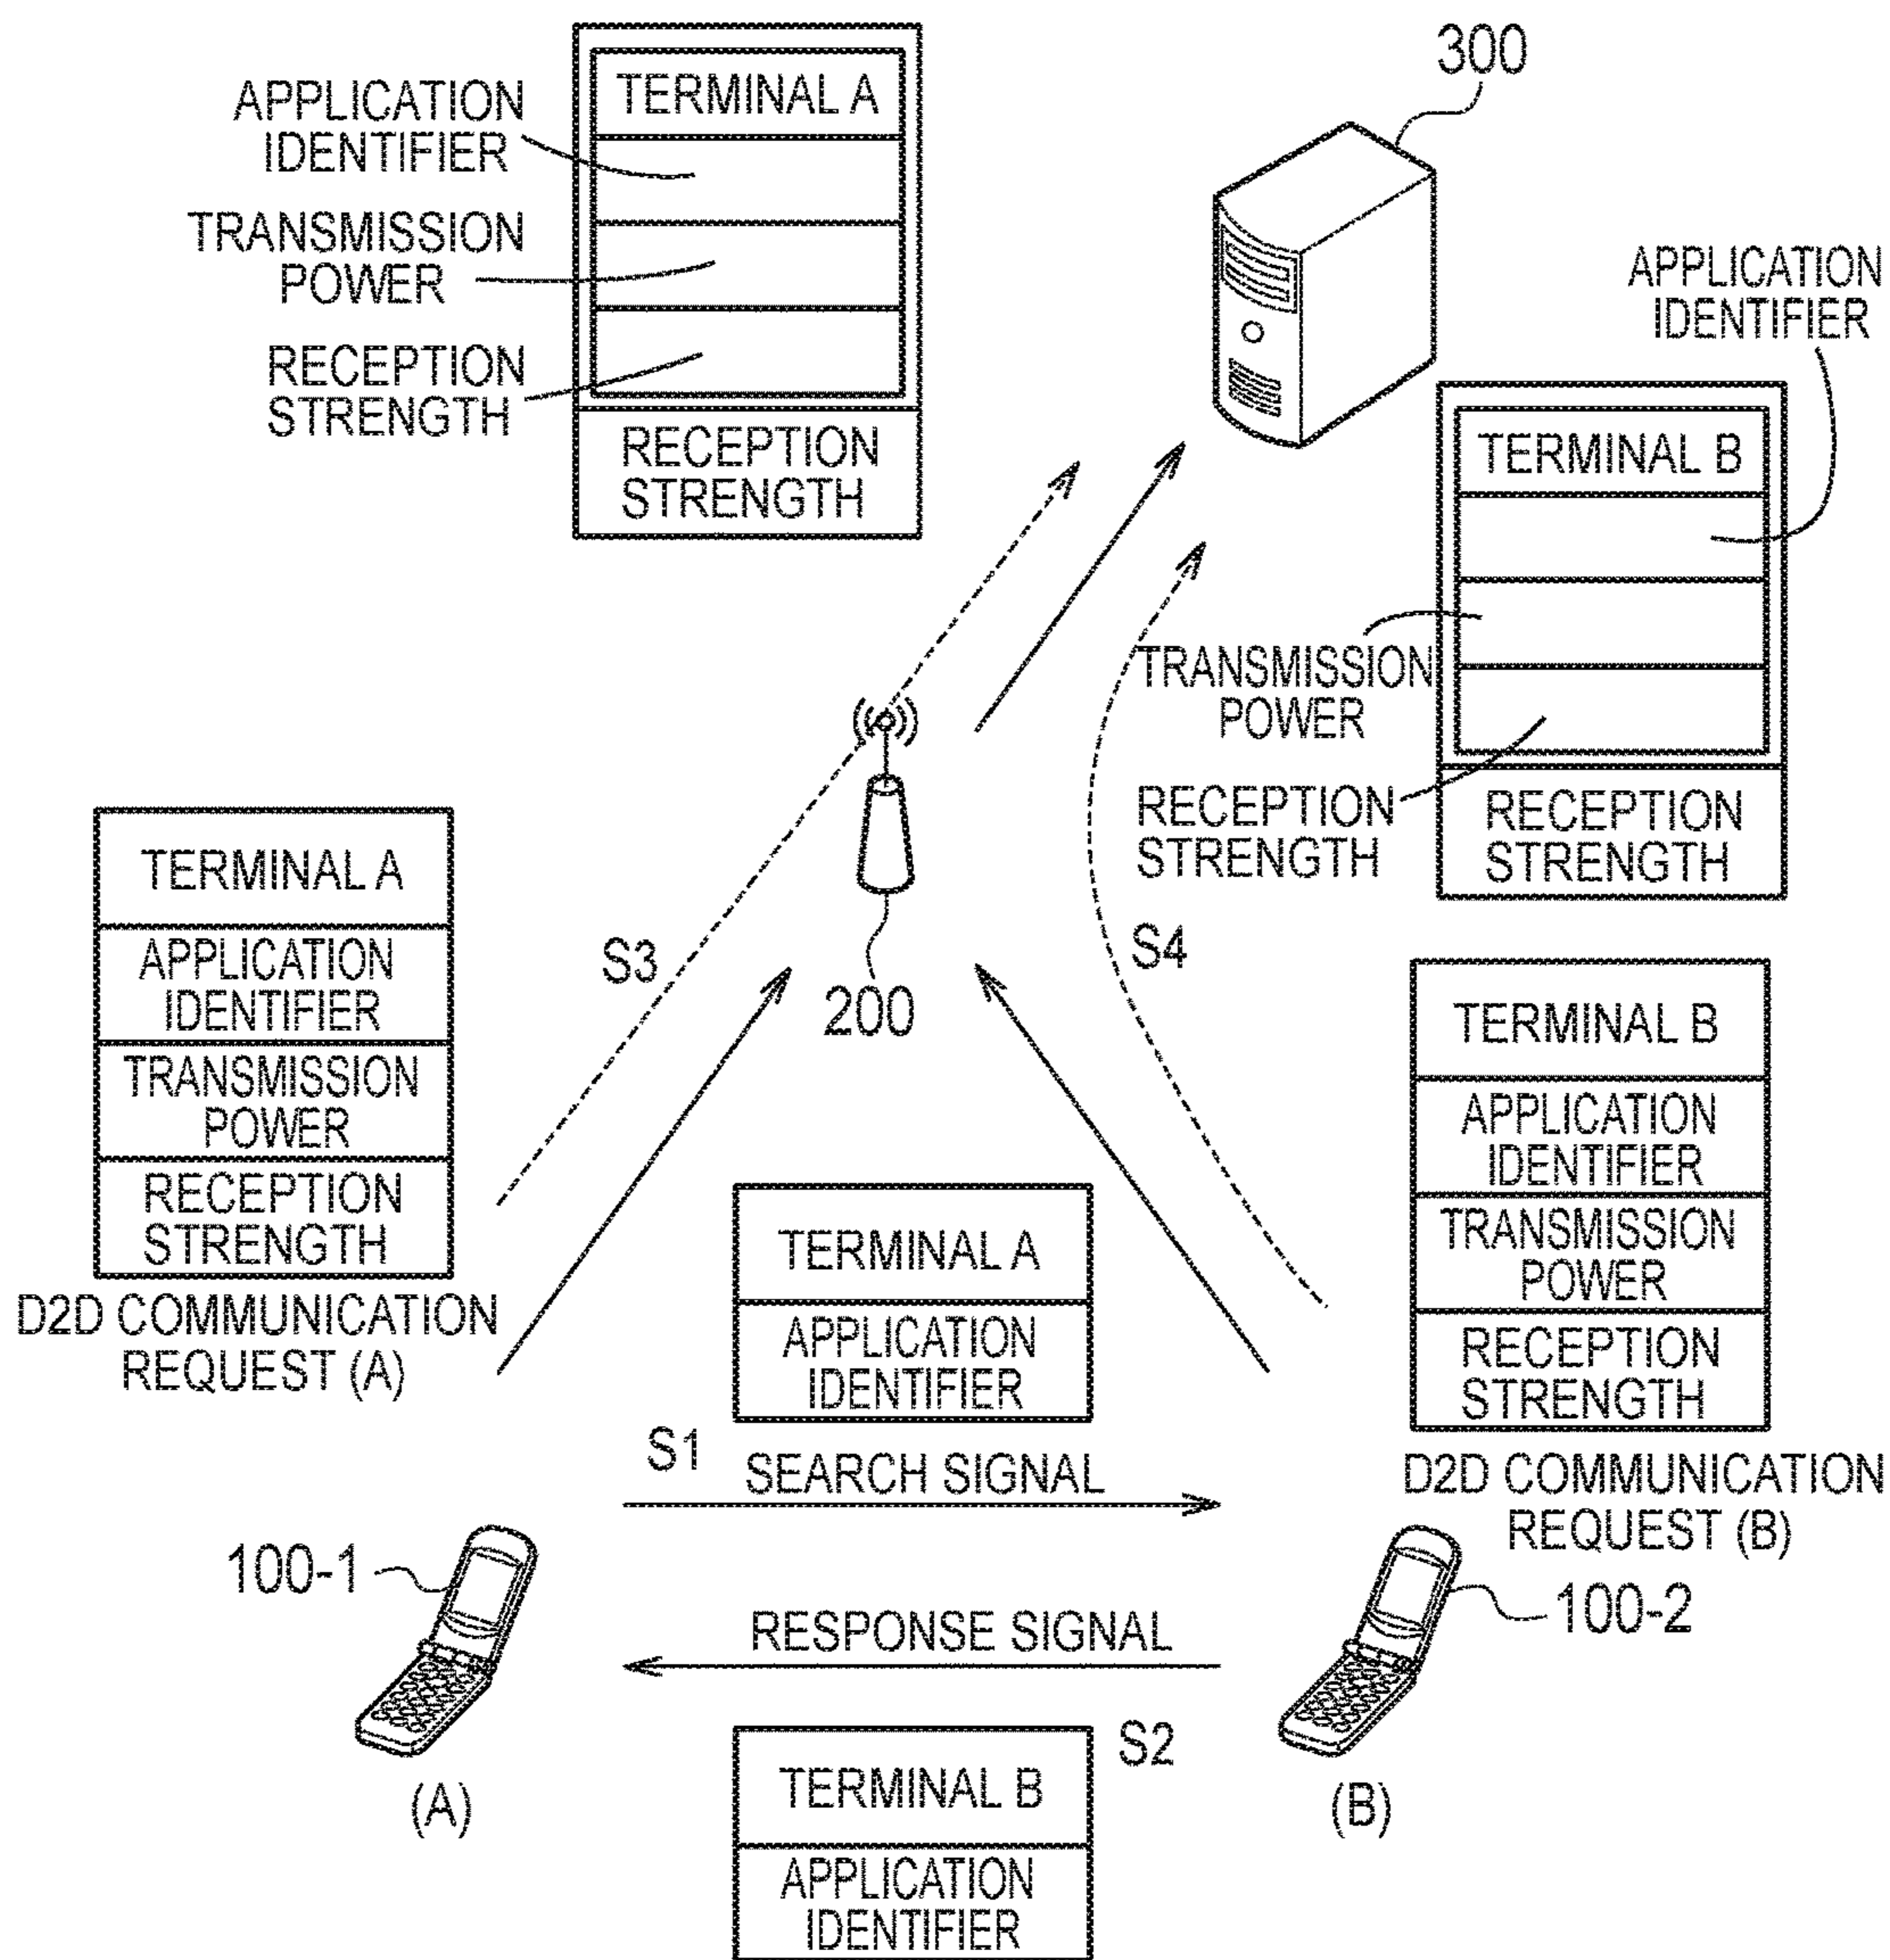 300
TERMINAL A
APPLICATION
IDENTIFIER
TRANSMISSION
POWER
RECEPTION
STRENGTH
RECEPTION
STRENGTH
APPLICATION
IDENTIFIER
TERMINAL B
TRANSMISSION
POWER
RECEPTION
STRENGTH
RECEPTION
STRENGTH
TERMINAL A
APPLICATION
IDENTIFIER
TRANSMISSION
POWER
RECEPTION
STRENGTH
D2D COMMUNICATION
REQUEST (A)
S3
200
S4
TERMINAL B
APPLICATION
IDENTIFIER
TRANSMISSION
POWER
RECEPTION
STRENGTH
D2D COMMUNICATION
REQUEST (B)
TERMINAL A
APPLICATION
IDENTIFIER
S1
SEARCH SIGNAL
100-1
100-2
RESPONSE SIGNAL
S2
(A)
(B)
TERMINAL B
APPLICATION
IDENTIFIER